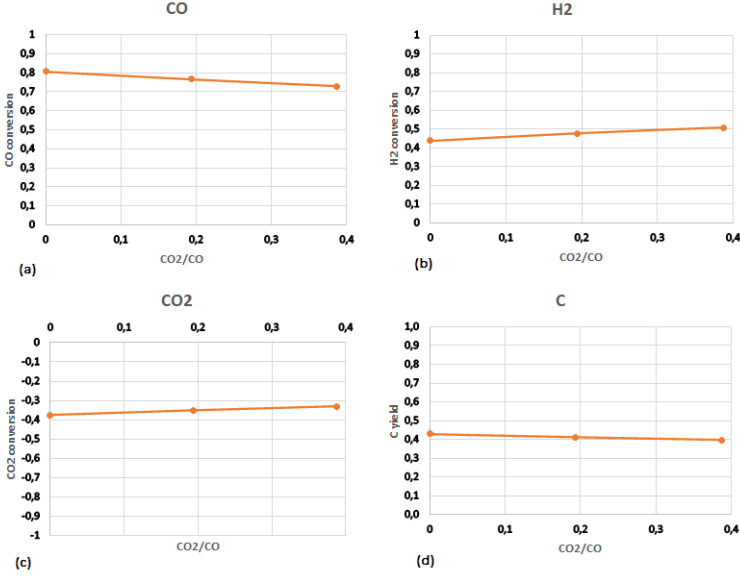 CO
1
0,9
0,8
0,7
0,6
0,5
0,4
0,3
0,2
0,1
0
CO conversion
0 0,1 0,2 0,3 0,4
CO2/CO
(a)
H2
1
0,9
0,8
0,7
0,6
0,5
0,4
0,3
0,2
0,1
0
H2 conversion
0 0,1 0,2 0,3 0,4
CO2/CO
(b)
CO2
0 0,1 0,2 0,3 0,4
0
-0,1
-0,2
-0,3
-0,4
-0,5
-0,6
-0,7
-0,8
-0,9
-1
CO2 conversion
CO2/CO
(c)
C
1,0
0,9
0,8
0,7
0,6
0,5
0,4
0,3
0,2
0,1
0,0
C yield
0 0,1 0,2 0,3 0,4
CO2/CO
(d)